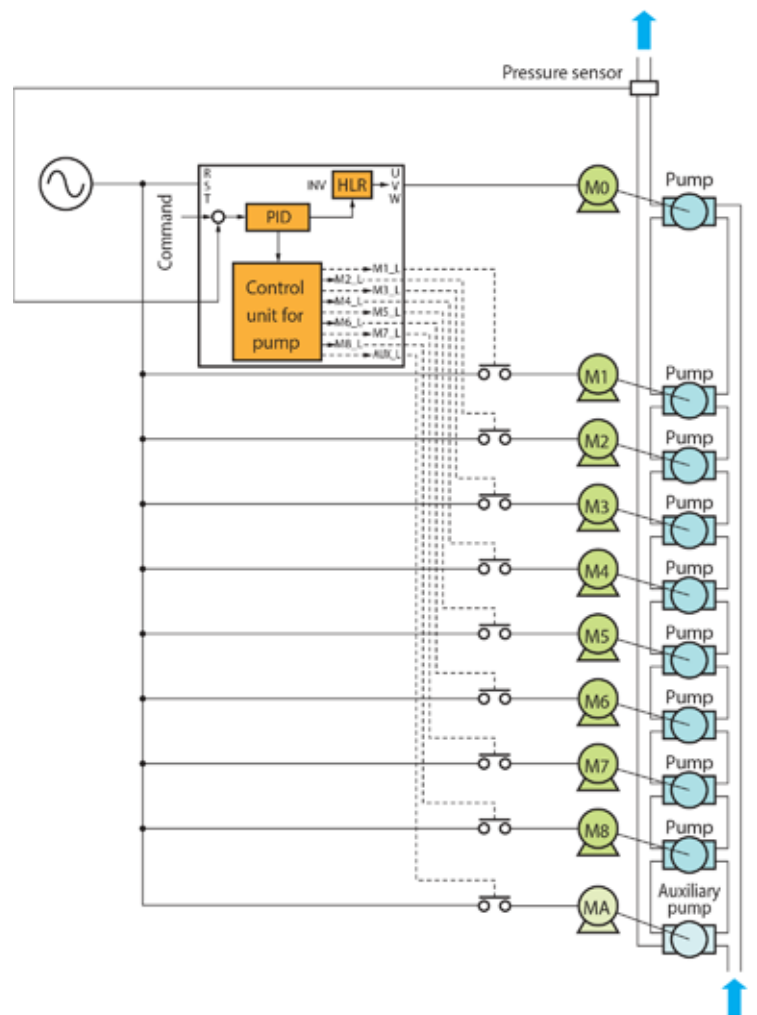 Pressure sensor
R
S
T
INV
HLR
U
V
W
M0
Pump
Command
PID
Control
unit for
pump
M1_L
M2_L
M3_L
M4_L
M5_L
M6_L
M7_L
M8_L
AUX_L
M1
Pump
M2
Pump
M3
Pump
M4
Pump
M5
Pump
M6
Pump
M7
Pump
M8
Pump
MA
Auxiliary
pump